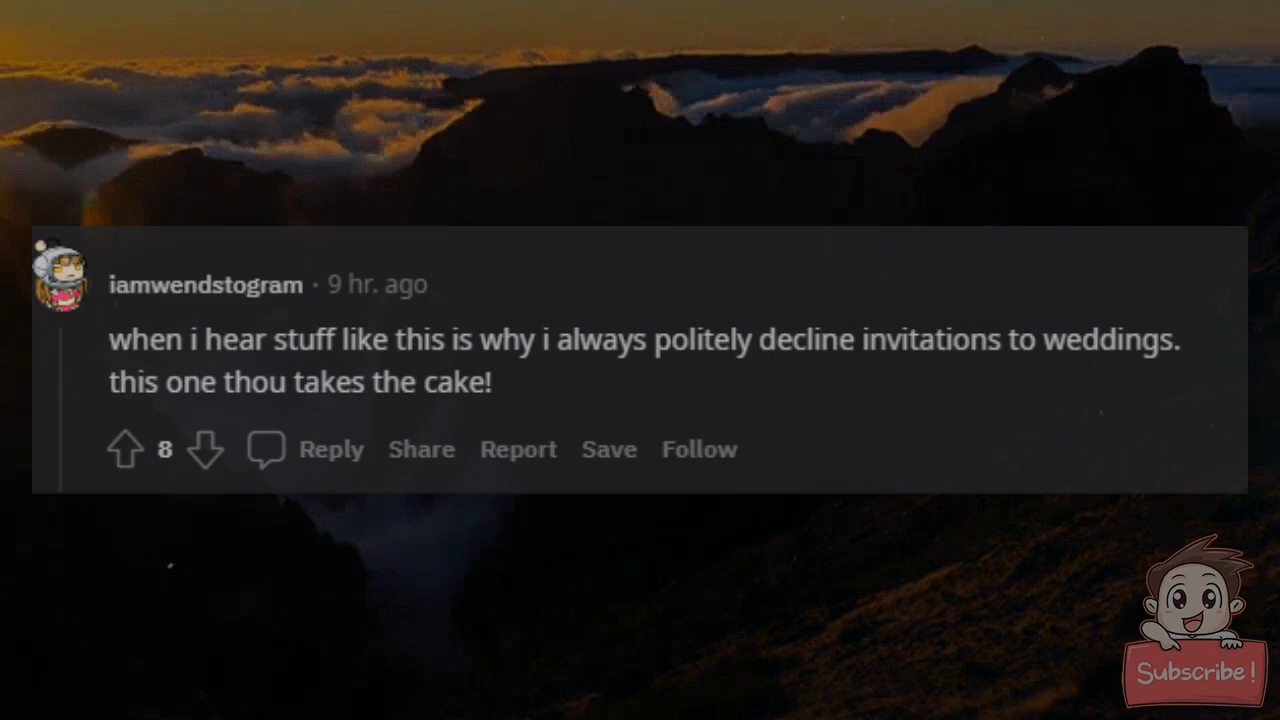 iamwendstogram · 9 hr. ago
when i hear stuff like this is why i always politely decline invitations to weddings.
this one thou takes the cake!
8 Reply Share Report Save Follow
Subscribe!